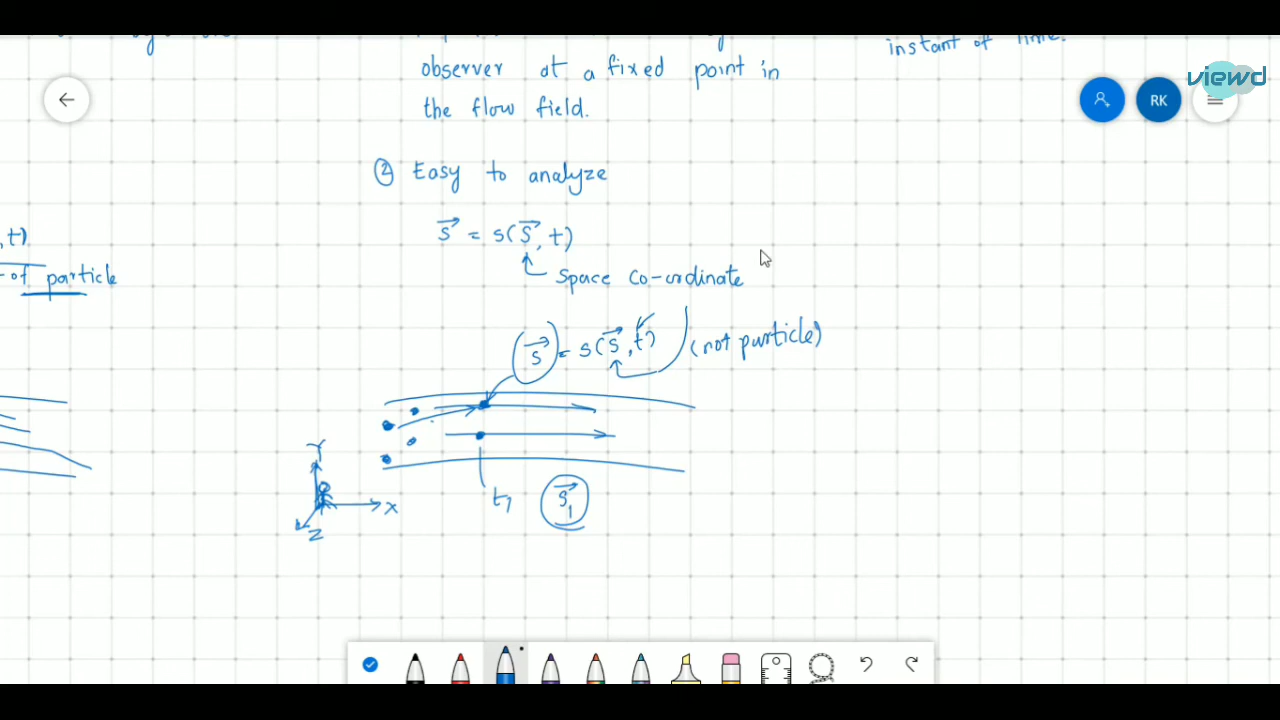 instant of Time.
observer at a fixed point in
the flow field.
viewd
RK
② Easy to analyze
, t)
s⃗ = s(s⃗, t)
of particle
Space co-ordinate
s⃗ = s(s⃗, t)
(not particle)
Y
t₁
s⃗₁
X
Z